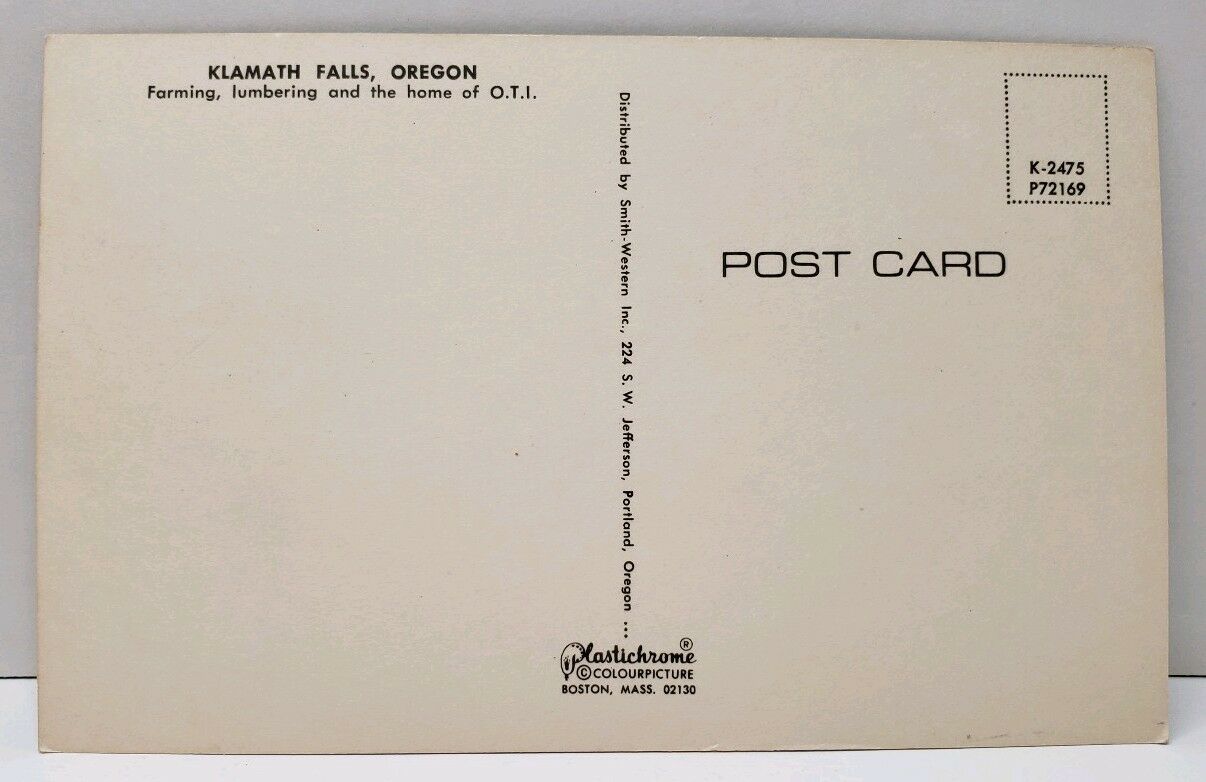 KLAMATH FALLS, OREGON
Farming, lumbering and the home of O.T.I.
Distributed by Smith-Western Inc., 224 S. W. Jefferson, Portland, Oregon ...
Plastichrome ®
© COLOURPICTURE
BOSTON, MASS. 02130
K-2475
P72169
POST CARD